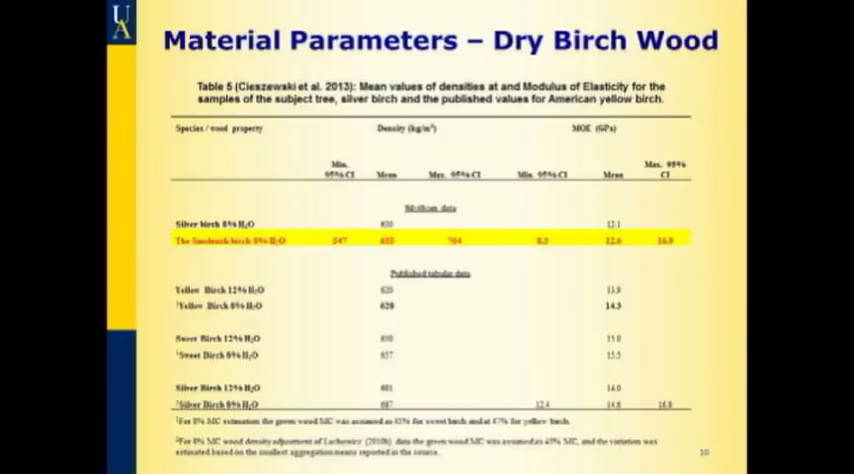 UA
Material Parameters – Dry Birch Wood
Table 5 (Cieszewski et al. 2013): Mean values of densities at and Modulus of Elasticity for the
samples of the subject tree, silver birch and the published values for American yellow birch.
Species / wood property Density (kg/m³) MOE (GPa)
Min. 95% CI Mean Max. 95% CI Min. 95% CI Mean Max. 95% CI
Silviscan data
Silver birch 8% H₂O 630 12.1
The Smolensk birch 8% H₂O 547 655 764 8.3 12.6 16.9
Published tabular data
Yellow Birch 12% H₂O 620 13.9
¹Yellow Birch 8% H₂O 628 14.3
Sweet Birch 12% H₂O 650 15.0
¹Sweet Birch 8% H₂O 657 15.5
Silver Birch 12% H₂O 681 14.0
²Silver Birch 8% H₂O 687 12.4 14.6 16.8
¹For 8% MC estimation the green wood MC was assumed as % for sweet birch and at 67% for yellow birch.
²For 8% MC wood density adjustment of Lachowicz (2010b) data the green wood MC was assumed as 43% MC, and the variation was
estimated based on the smallest aggregation means reported in the source.
10